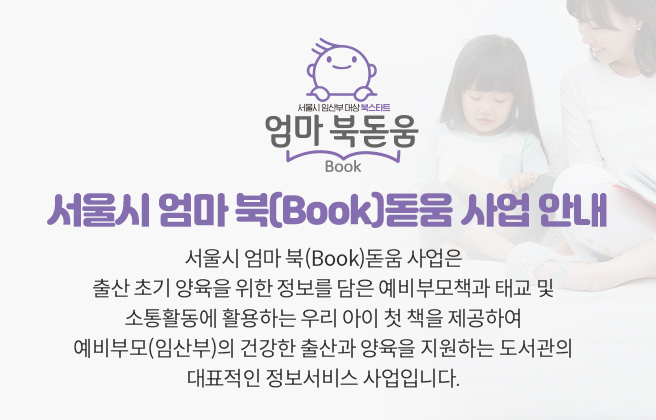 서울시 임산부 대상 북스타트
엄마 북돋움
Book
서울시 엄마 북(Book)돋움 사업 안내
서울시 엄마 북(Book)돋움 사업은
출산 초기 양육을 위한 정보를 담은 예비부모책과 태교 및
소통활동에 활용하는 우리 아이 첫 책을 제공하여
예비부모(임산부)의 건강한 출산과 양육을 지원하는 도서관의
대표적인 정보서비스 사업입니다.